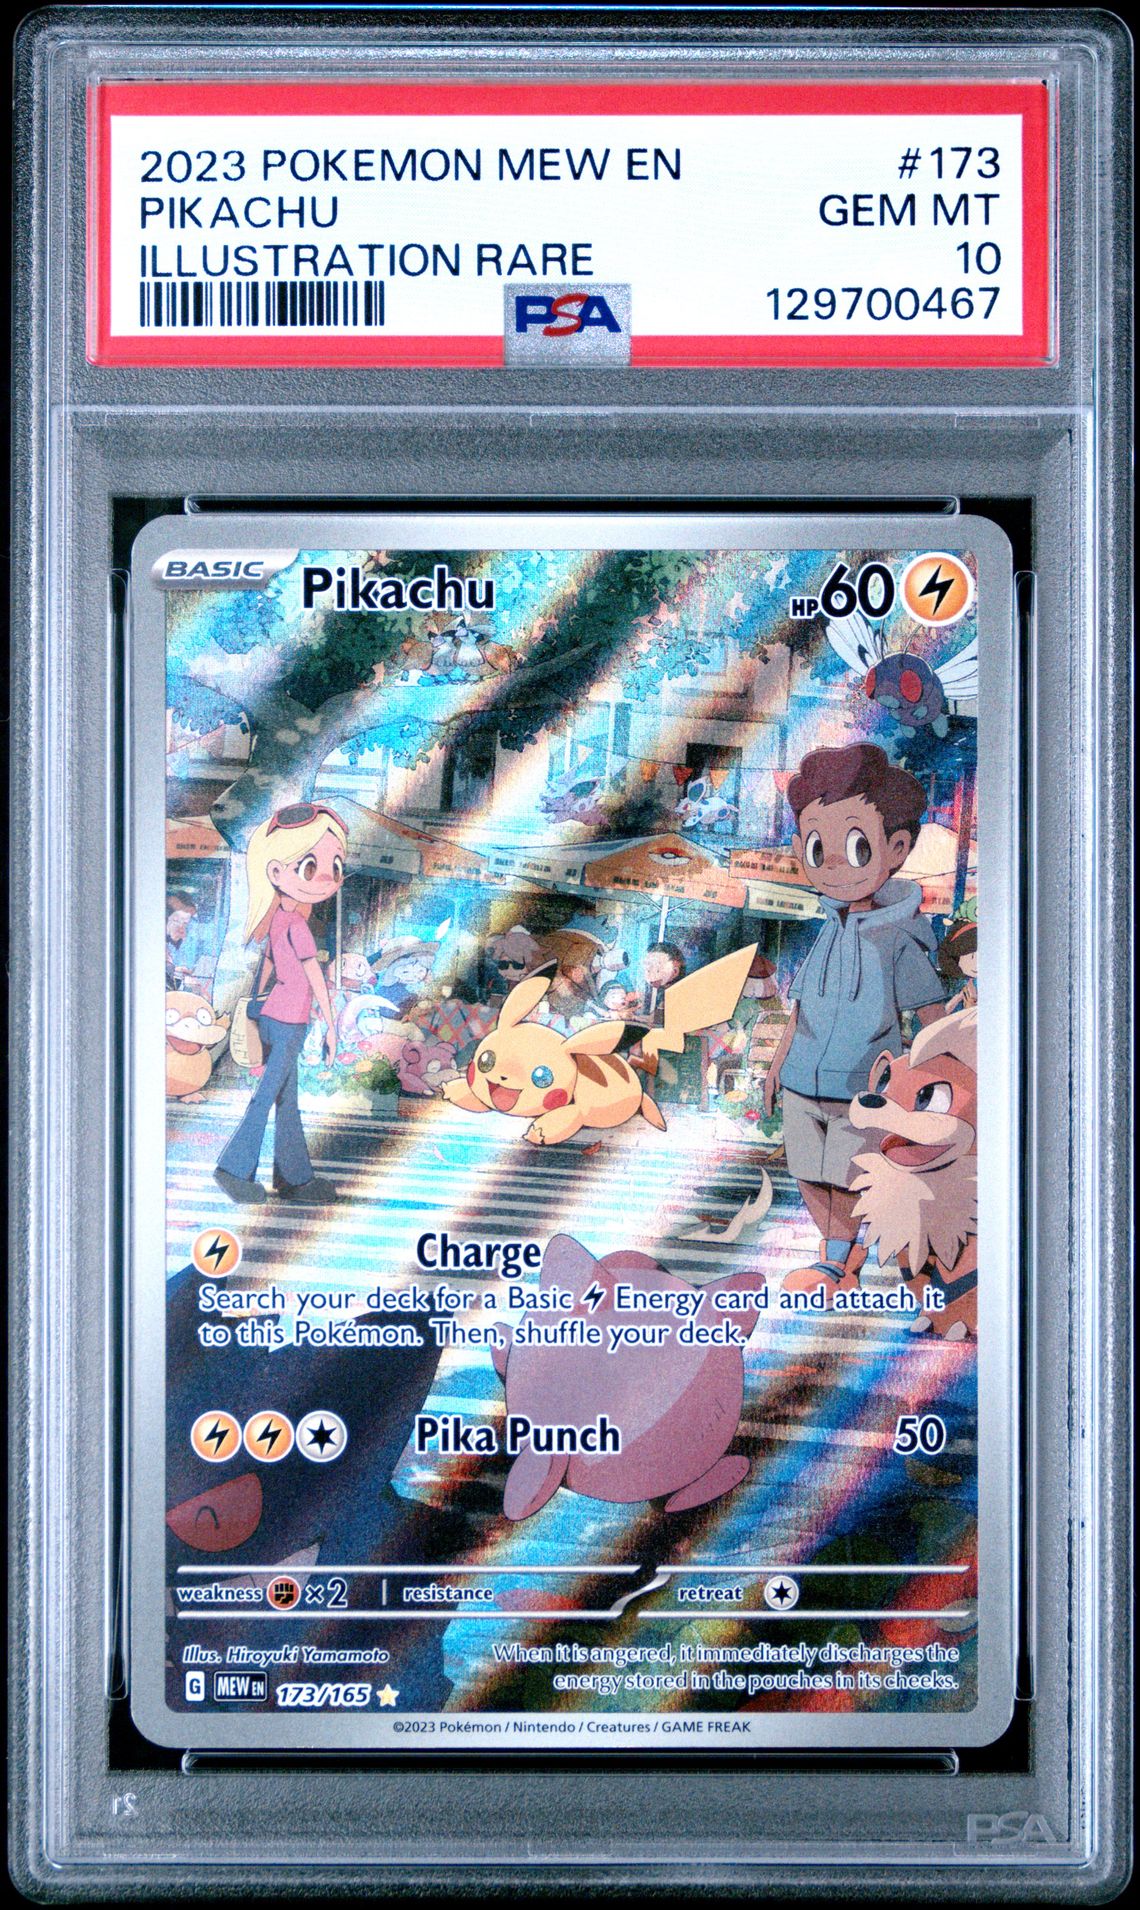 2023 POKEMON MEW EN #173
PIKACHU GEM MT
ILLUSTRATION RARE 10
PSA 129700467
BASIC Pikachu HP60
Charge
Search your deck for a Basic Energy card and attach it
to this Pokémon. Then, shuffle your deck.
Pika Punch 50
weakness ×2 resistance retreat
Illus. Hiroyuki Yamamoto
When it is angered, it immediately discharges the
energy stored in the pouches in its cheeks.
G MEW EN 173/165
©2023 Pokémon / Nintendo / Creatures / GAME FREAK
PSA